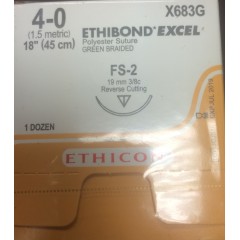 4-0
(1.5 metric)
18" (45 cm)
X683G
ETHIBOND* EXCEL*
Polyester Suture
GREEN BRAIDED
FS-2
19 mm 3/8c
Reverse Cutting
1 DOZEN
ETHICON